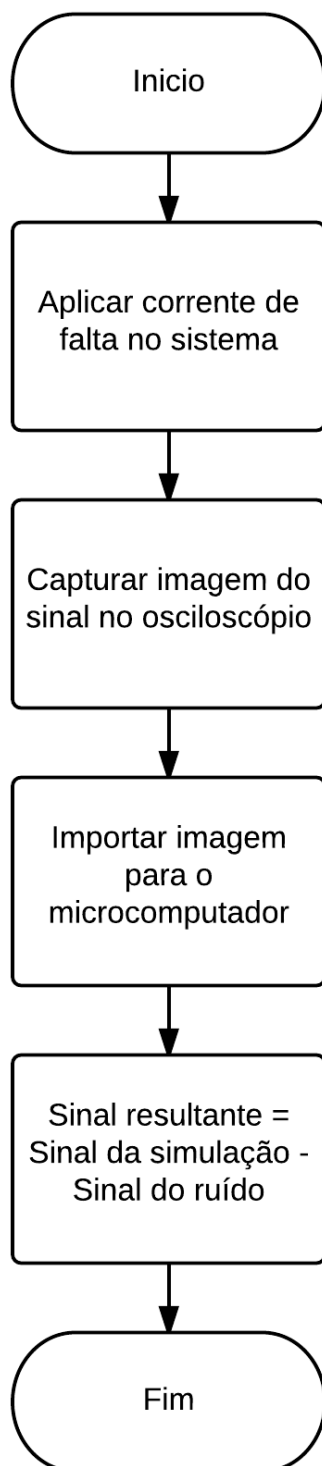 Inicio
Aplicar corrente de
falta no sistema
Capturar imagem do
sinal no osciloscópio
Importar imagem
para o
microcomputador
Sinal resultante =
Sinal da simulação -
Sinal do ruído
Fim